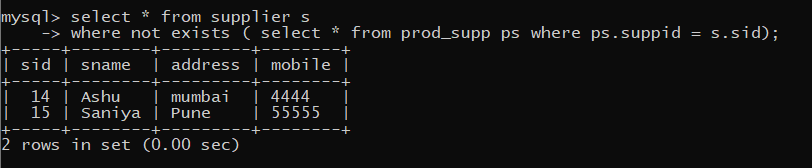 mysql> select * from supplier s
    -> where not exists ( select * from prod_supp ps where ps.suppid = s.sid);
+-----+--------+---------+--------+
| sid | sname  | address | mobile |
+-----+--------+---------+--------+
|  14 | Ashu   | mumbai  | 4444   |
|  15 | Saniya | Pune    | 55555  |
+-----+--------+---------+--------+
2 rows in set (0.00 sec)